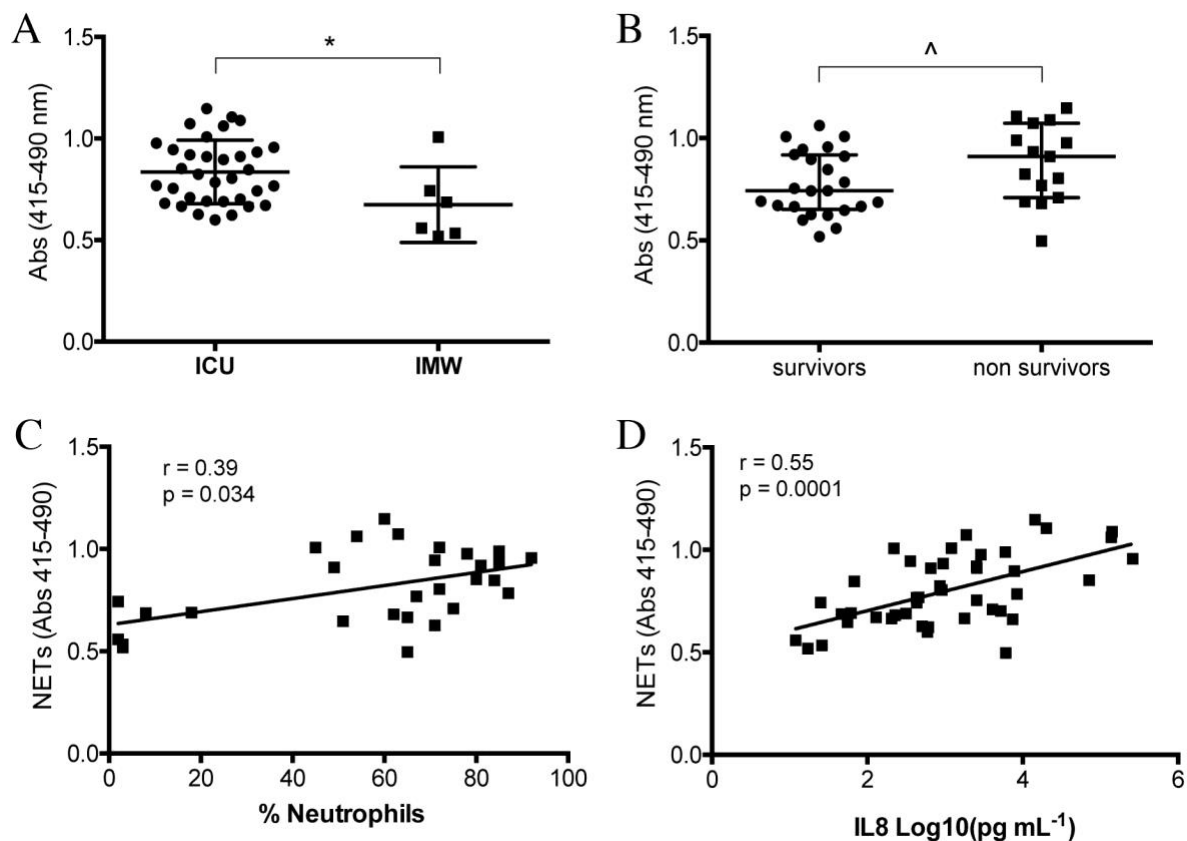 A
Abs (415-490 nm)
1.5
1.0
0.5
0.0
*
ICU
IMW
B
Abs (415-490 nm)
1.5
1.0
0.5
0.0
^
survivors
non survivors
C
NETs (Abs 415-490)
1.5
1.0
0.5
0.0
r = 0.39
p = 0.034
0 20 40 60 80 100
% Neutrophils
D
NETs (Abs 415-490)
1.5
1.0
0.5
0.0
r = 0.55
p = 0.0001
0 2 4 6
IL8 Log10(pg mL⁻¹)